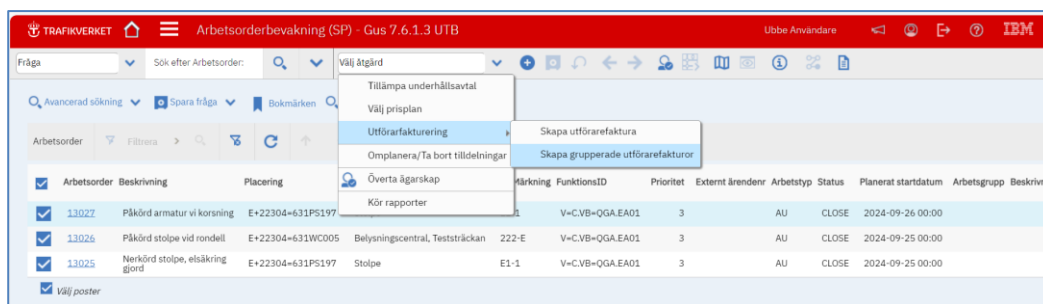 TRAFIKVERKET Arbetsorderbevakning (SP) - Gus 7.6.1.3 UTB Ubbe Användare IBM
Fråga Sök efter Arbetsorder: Välj åtgärd
Tillämpa underhållsavtal
Avancerad sökning Spara fråga Bokmärken
Välj prisplan
Utförarfakturering Skapa utförarefaktura
Arbetsorder Filtrera
Omplanera/Ta bort tilldelningar Skapa grupperade utförarefakturor
Överta ägarskap
Arbetsorder Beskrivning Placering Märkning FunktionsID Prioritet Externt ärendenr Arbetstyp Status Planerat startdatum Arbetsgrupp
Kör rapporter
13027 Påkörd armatur vi korsning E+22304=631PS197 V=C.VB=QGA.EA01 3 AU CLOSE 2024-09-26 00:00
13026 Påkörd stolpe vid rondell E+22304=631WC005 Belysningscentral, Teststräckan 222-E V=C.VB=QGA.EA01 3 AU CLOSE 2024-09-25 00:00
13025 Nerkörd stolpe, elsäkring gjord E+22304=631PS197 Stolpe E1-1 V=C.VB=QGA.EA01 3 AU CLOSE 2024-09-25 00:00
Välj poster